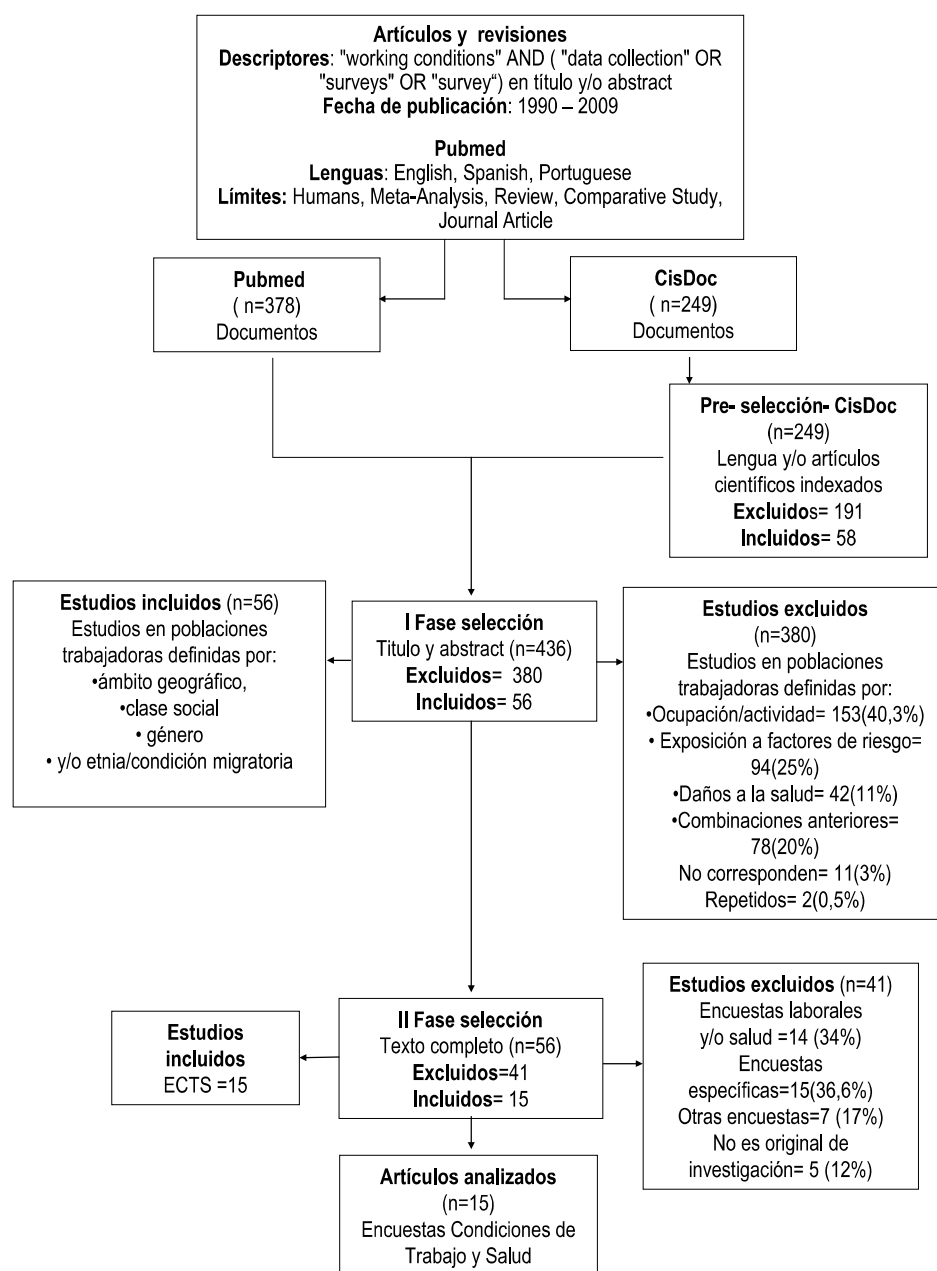 Artículos y revisiones
Descriptores: "working conditions" AND ( "data collection" OR
"surveys" OR "survey“) en título y/o abstract
Fecha de publicación: 1990 – 2009
Pubmed
Lenguas: English, Spanish, Portuguese
Límites: Humans, Meta-Analysis, Review, Comparative Study,
Journal Article
Pubmed
( n=378)
Documentos
CisDoc
( n=249)
Documentos
Pre- selección- CisDoc
(n=249)
Lengua y/o artículos
científicos indexados
Excluidos= 191
Incluidos= 58
Estudios incluidos (n=56)
Estudios en poblaciones
trabajadoras definidas por:
•ámbito geográfico,
•clase social
• género
• y/o etnia/condición migratoria
I Fase selección
Titulo y abstract (n=436)
Excluidos= 380
Incluidos= 56
Estudios excluidos
(n=380)
Estudios en poblaciones
trabajadoras definidas por:
•Ocupación/actividad= 153(40,3%)
• Exposición a factores de riesgo=
94(25%)
•Daños a la salud= 42(11%)
•Combinaciones anteriores=
78(20%)
No corresponden= 11(3%)
Repetidos= 2(0,5%)
Estudios
incluidos
ECTS =15
II Fase selección
Texto completo (n=56)
Excluidos=41
Incluidos= 15
Estudios excluidos (n=41)
Encuestas laborales
y/o salud =14 (34%)
Encuestas
específicas=15(36,6%)
Otras encuestas=7 (17%)
No es original de
investigación= 5 (12%)
Artículos analizados
(n=15)
Encuestas Condiciones de
Trabajo y Salud